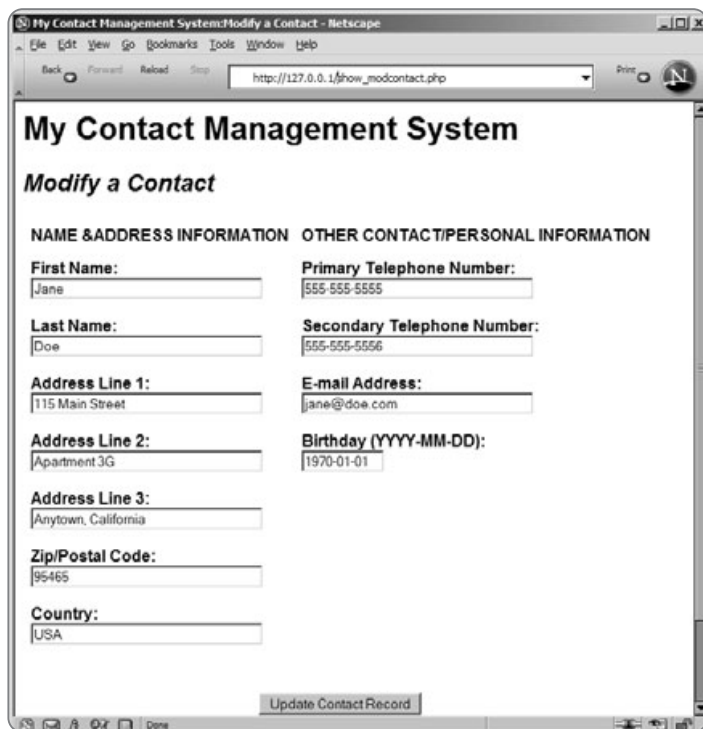 My Contact Management System:Modify a Contact - Netscape
File Edit View Go Bookmarks Tools Window Help
Back Forward Reload Stop http://127.0.0.1/show_modcontact.php Print N
My Contact Management System
Modify a Contact
NAME &ADDRESS INFORMATION OTHER CONTACT/PERSONAL INFORMATION
First Name: Primary Telephone Number:
Jane 555-555-5555
Last Name: Secondary Telephone Number:
Doe 555-555-5556
Address Line 1: E-mail Address:
115 Main Street jane@doe.com
Address Line 2: Birthday (YYYY-MM-DD):
Apartment 3G 1970-01-01
Address Line 3:
Anytown, California
Zip/Postal Code:
95465
Country:
USA
Update Contact Record
Done